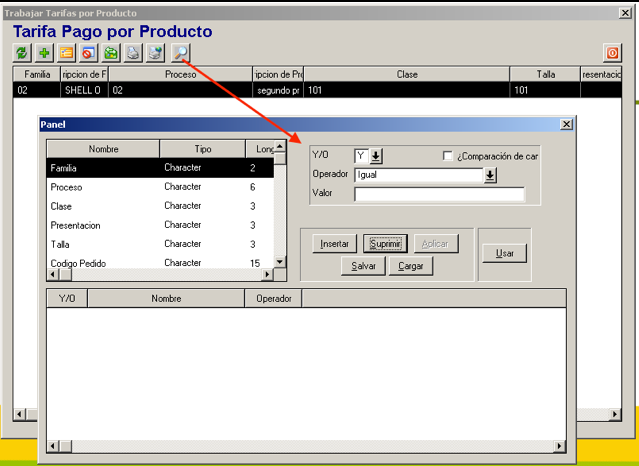 Trabajar Tarifas por Producto
Tarifa Pago por Producto
Familia ripcion de F Proceso ipcion de Pro Clase Talla resentacio
02 SHELL O 02 segundo pr 101 101
Panel
Nombre Tipo Long
Familia Character 2
Proceso Character 6
Clase Character 3
Presentacion Character 3
Talla Character 3
Codigo Pedido Character 15
Y/O Y ¿Comparación de car
Operador Igual
Valor
Insertar Suprimir Aplicar
Salvar Cargar
Usar
Y/O Nombre Operador